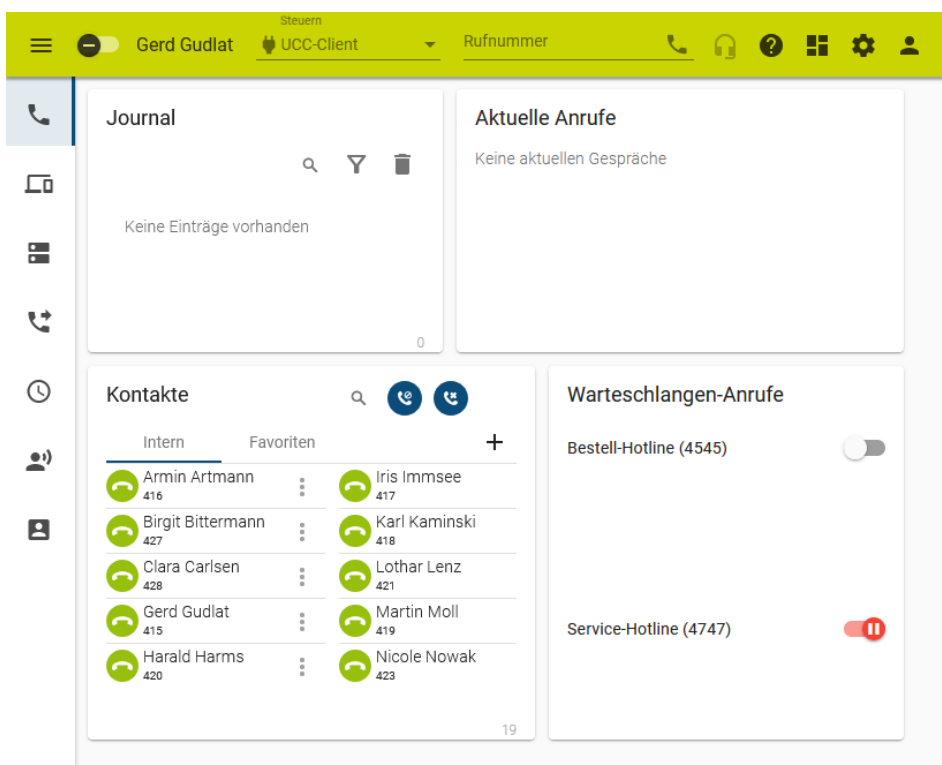 Steuern
Gerd Gudlat UCC-Client Rufnummer
Journal
Keine Einträge vorhanden
0
Aktuelle Anrufe
Keine aktuellen Gespräche
Kontakte
Intern Favoriten
Armin Artmann
416
Iris Immsee
417
Birgit Bittermann
427
Karl Kaminski
418
Clara Carlsen
428
Lothar Lenz
421
Gerd Gudlat
415
Martin Moll
419
Harald Harms
420
Nicole Nowak
423
19
Warteschlangen-Anrufe
Bestell-Hotline (4545)
Service-Hotline (4747)